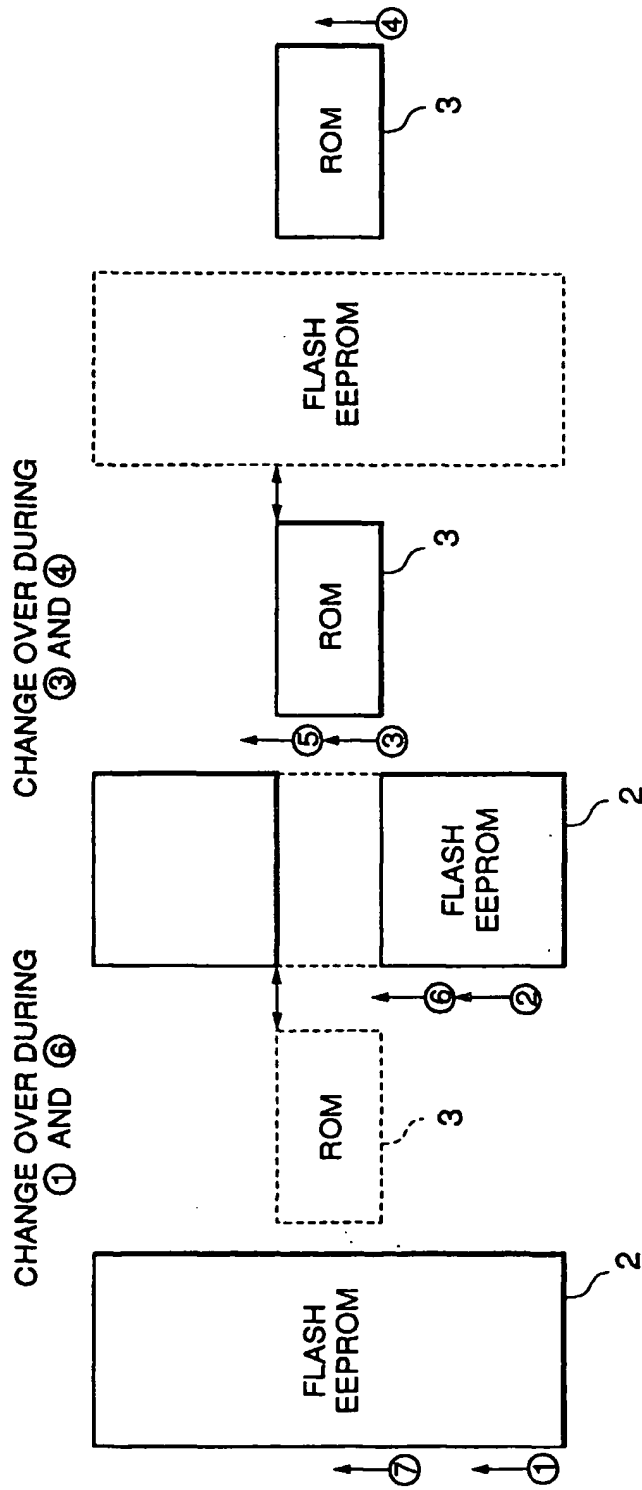 CHANGE OVER DURING
① AND ⑥
CHANGE OVER DURING
③ AND ④
⑦
①
FLASH
EEPROM
2
ROM
3
⑥
②
FLASH
EEPROM
2
⑤
③
ROM
3
FLASH
EEPROM
ROM
3
④